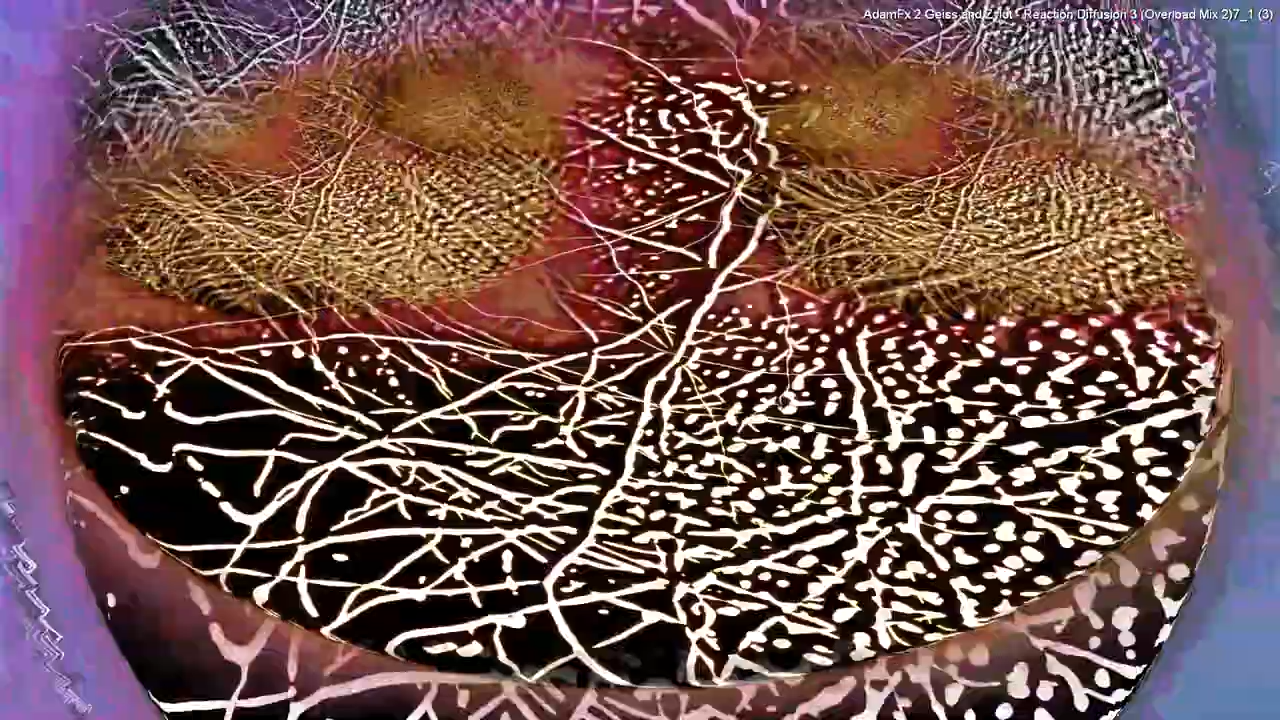 AdamFx 2 Geiss and Zylot - Reaction Diffusion 3 (Overload Mix 2)7_1 (3)